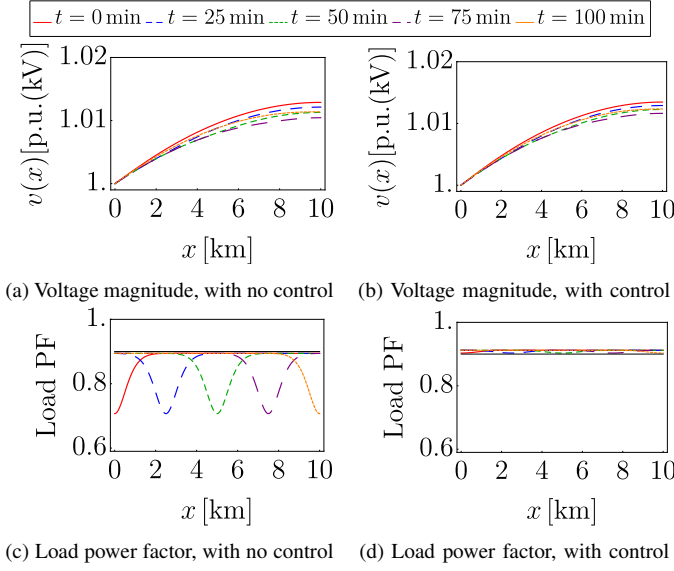 t = 0 min t = 25 min t = 50 min t = 75 min t = 100 min
v(x)[p.u.(kV)]
1.02
1.01
1.
0 2 4 6 8 10
x [km]
v(x)[p.u.(kV)]
1.02
1.01
1.
0 2 4 6 8 10
x [km]
(a) Voltage magnitude, with no control
(b) Voltage magnitude, with control
Load PF
1.
0.8
0.6
0 2 4 6 8 10
x [km]
Load PF
1.
0.8
0.6
0 2 4 6 8 10
x [km]
(c) Load power factor, with no control
(d) Load power factor, with control